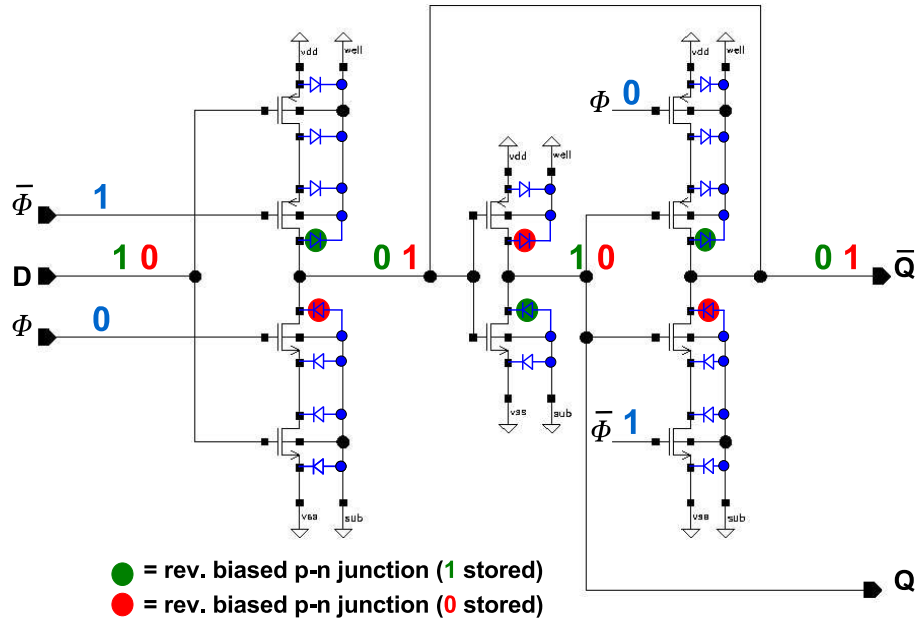 vdd well vdd well
Φ 0
vdd well
Φ̅ 1
D 1 0 0 1 1 0 0 1 Q̅
Φ 0
vss sub
Φ̅ 1
vss sub vss sub
= rev. biased p-n junction (1 stored)
Q
= rev. biased p-n junction (0 stored)